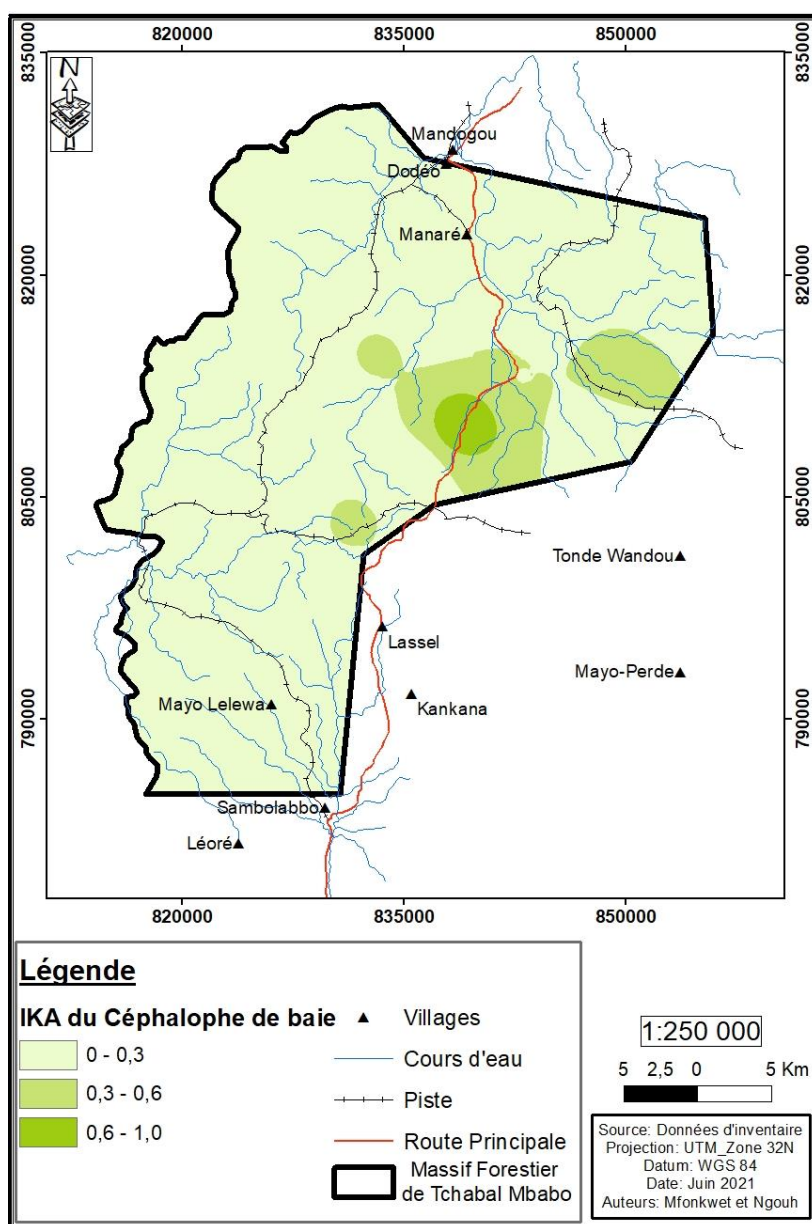 820000 835000 850000
835000 835000
N
Mandogou
Dodéo
Manaré
820000 820000
805000 805000
Tonde Wandou
Lassel
Mayo-Perde
Mayo Lelewa
Kankana
790000 790000
Sambolabbo
Léoré
820000 835000 850000
Légende
IKA du Céphalophe de baie
0 - 0,3
0,3 - 0,6
0,6 - 1,0
Villages
Cours d'eau
Piste
Route Principale
Massif Forestier
de Tchabal Mbabo
1:250 000
5 2,5 0 5 Km
Source: Données d'inventaire
Projection: UTM_Zone 32N
Datum: WGS 84
Date: Juin 2021
Auteurs: Mfonkwet et Ngouh